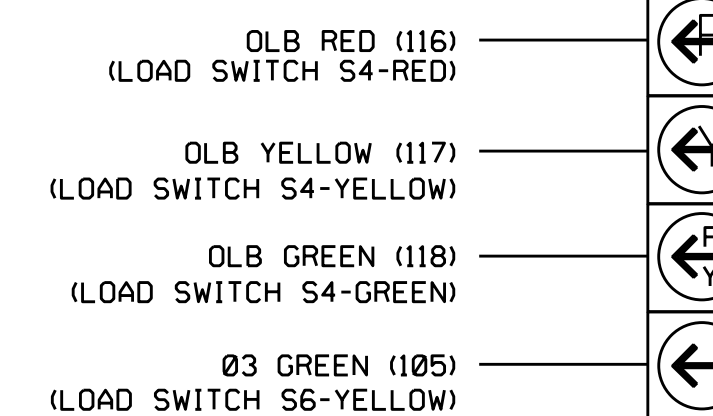 OLB RED (116)
(LOAD SWITCH S4-RED)
OLB YELLOW (117)
(LOAD SWITCH S4-YELLOW)
OLB GREEN (118)
(LOAD SWITCH S4-GREEN)
Ø3 GREEN (1Ø5)
(LOAD SWITCH S6-YELLOW)